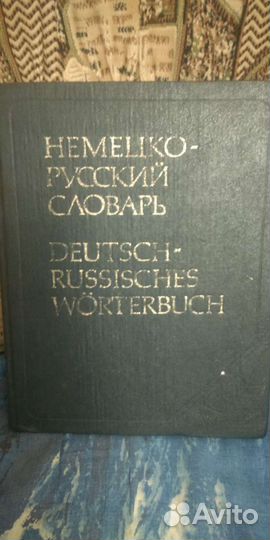 НЕМЕЦКО-
РУССКИЙ
СЛОВАРЬ
DEUTSCH-
RUSSISCHES
WÖRTERBUCH
Avito